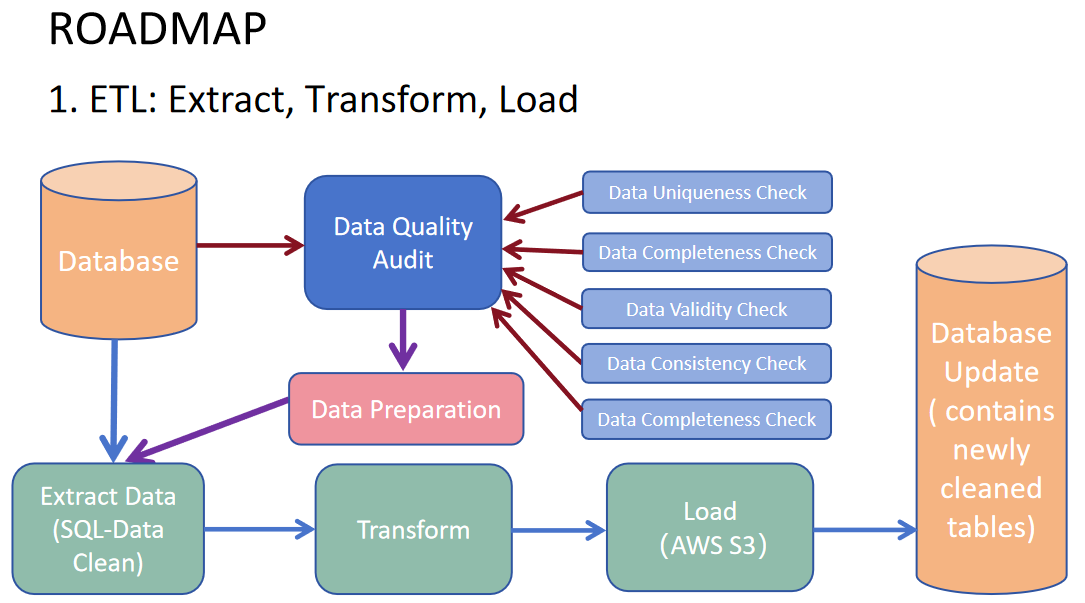 ROADMAP
1. ETL: Extract, Transform, Load
Database
Data Quality
Audit
Data Uniqueness Check
Data Completeness Check
Data Validity Check
Data Consistency Check
Data Completeness Check
Data Preparation
Extract Data
(SQL-Data
Clean)
Transform
Load
（AWS S3）
Database
Update
( contains
newly
cleaned
tables)